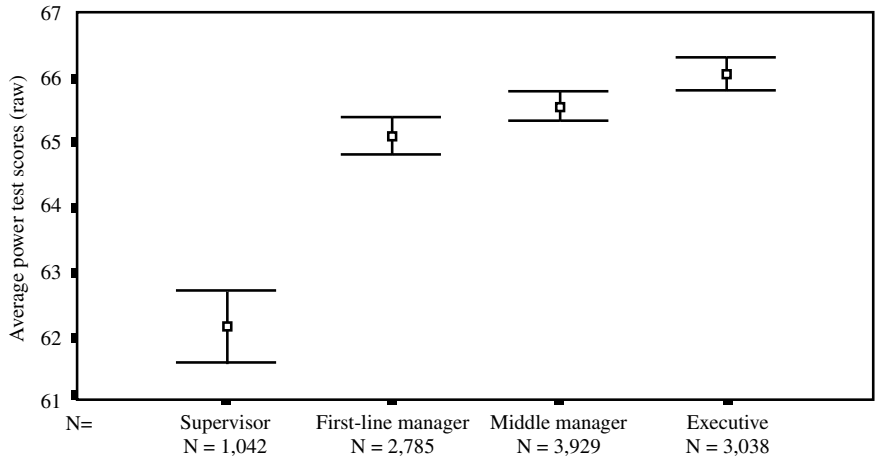 Average power test scores (raw)
67
66
65
64
63
62
61
N=
Supervisor
N = 1,042
First-line manager
N = 2,785
Middle manager
N = 3,929
Executive
N = 3,038